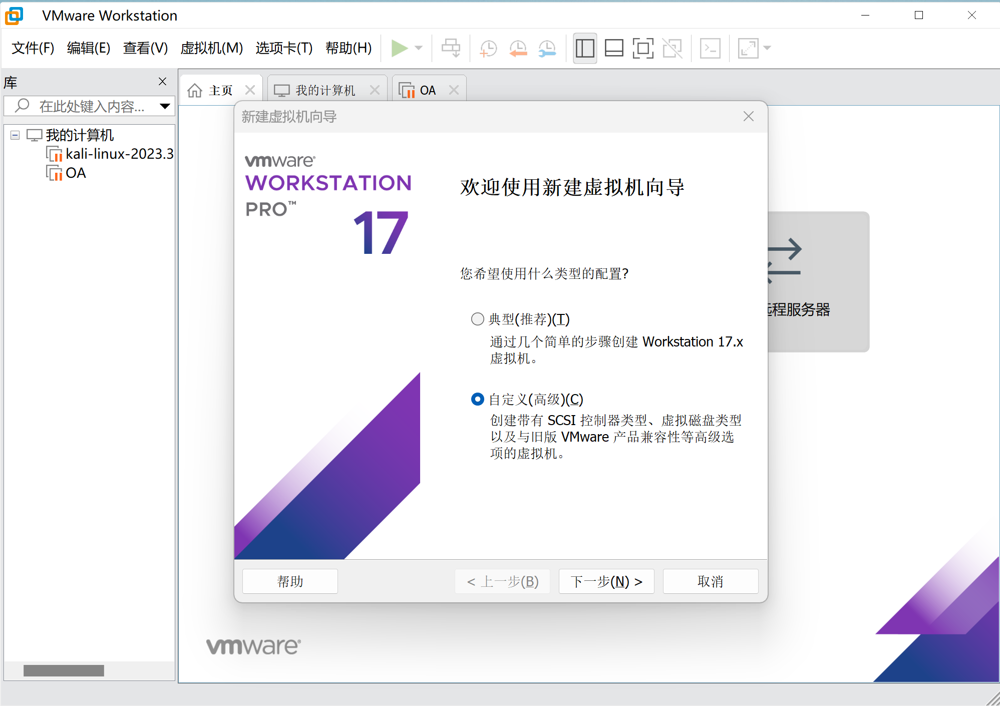 VMware Workstation
文件(F) 编辑(E) 查看(V) 虚拟机(M) 选项卡(T) 帮助(H)
库
在此处键入内容...
我的计算机
kali-linux-2023.3
OA
主页
我的计算机
OA
新建虚拟机向导
vmware®
WORKSTATION
PRO™
17
欢迎使用新建虚拟机向导
您希望使用什么类型的配置?
典型(推荐)(T)
通过几个简单的步骤创建 Workstation 17.x
虚拟机。
自定义(高级)(C)
创建带有 SCSI 控制器类型、虚拟磁盘类型
以及与旧版 VMware 产品兼容性等高级选
项的虚拟机。
程服务器
帮助
< 上一步(B)
下一步(N) >
取消
vmware®